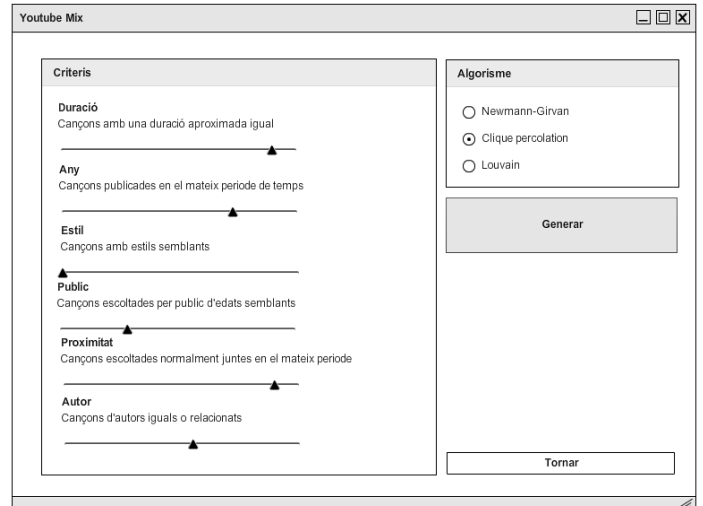 Youtube Mix
Criteris
Duració
Cançons amb una duració aproximada igual
Any
Cançons publicades en el mateix periode de temps
Estil
Cançons amb estils semblants
Public
Cançons escoltades per public d'edats semblants
Proximitat
Cançons escoltades normalment juntes en el mateix periode
Autor
Cançons d'autors iguals o relacionats
Algorisme
Newmann-Girvan
Clique percolation
Louvain
Generar
Tornar